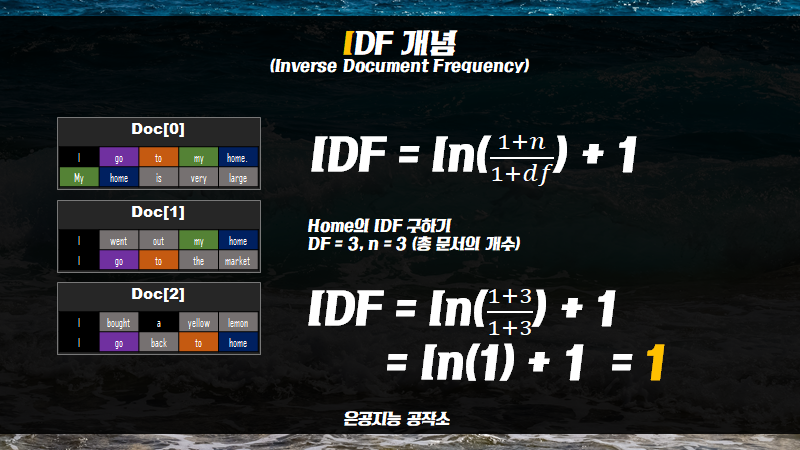 IDF 개념
(Inverse Document Frequency)
Doc[0]
I go to my home.
My home is very large
Doc[1]
I went out my home
I go to the market
Doc[2]
I bought a yellow lemon
I go back to home
IDF = ln(\frac{1+n}{1+df}) + 1
Home의 IDF 구하기
DF = 3, n = 3 (총 문서의 개수)
IDF = ln(\frac{1+3}{1+3}) + 1
= ln(1) + 1 = 1
은공지능 공작소